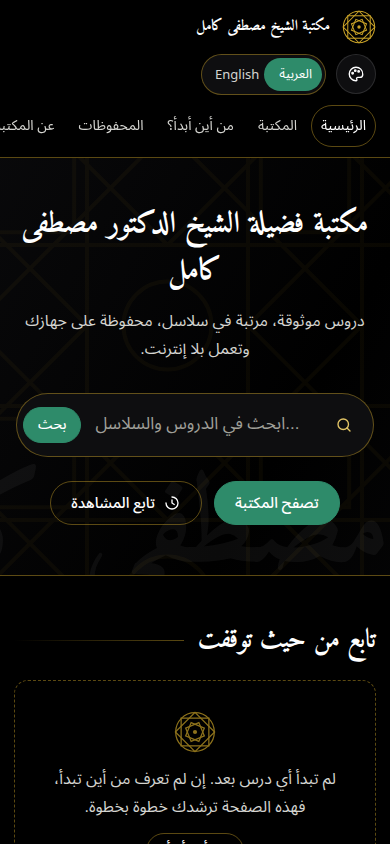 مكتبة الشيخ مصطفى كامل
العربية English
الرئيسية المكتبة من أين أبدأ؟ المحفوظات عن المكتبة
مكتبة فضيلة الشيخ الدكتور مصطفى
كامل
دروس موثوقة، مرتبة في سلاسل، محفوظة على جهازك
وتعمل بلا إنترنت.
ابحث في الدروس والسلاسل... بحث
تصفح المكتبة تابع المشاهدة
مصطفى
تابع من حيث توقفت
لم تبدأ أي درس بعد. إن لم تعرف من أين تبدأ،
فهذه الصفحة ترشدك خطوة بخطوة.